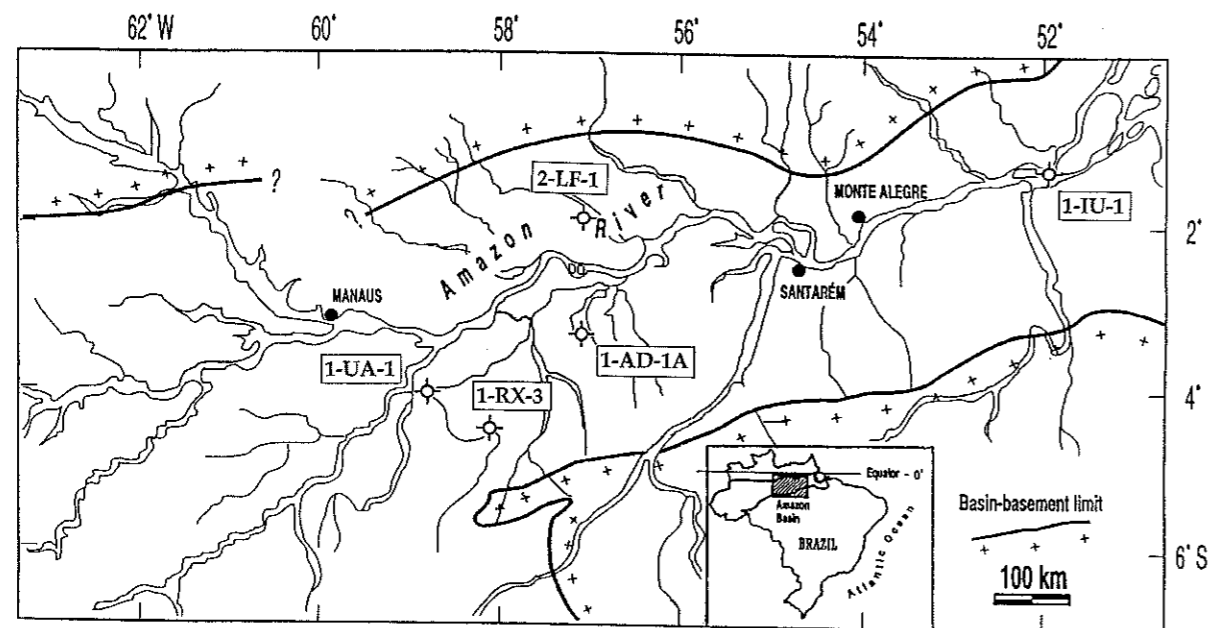 62° W
60°
58°
56°
54°
52°
2-LF-1
MONTE ALEGRE
1-IU-1
?
?
Amazon River
2°
MANAUS
SANTARÉM
1-UA-1
1-AD-1A
1-RX-3
4°
Equator - 0°
Amazon
Basin
BRAZIL
Atlantic Ocean
Basin-basement limit
100 km
6° S